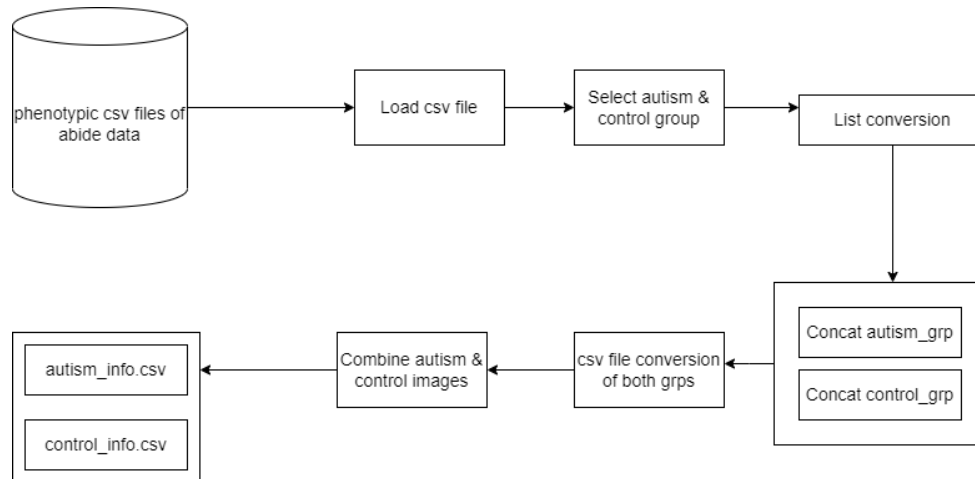 phenotypic csv files of
abide data
Load csv file
Select autism &
control group
List conversion
Concat autism_grp
Concat control_grp
csv file conversion
of both grps
Combine autism &
control images
autism_info.csv
control_info.csv